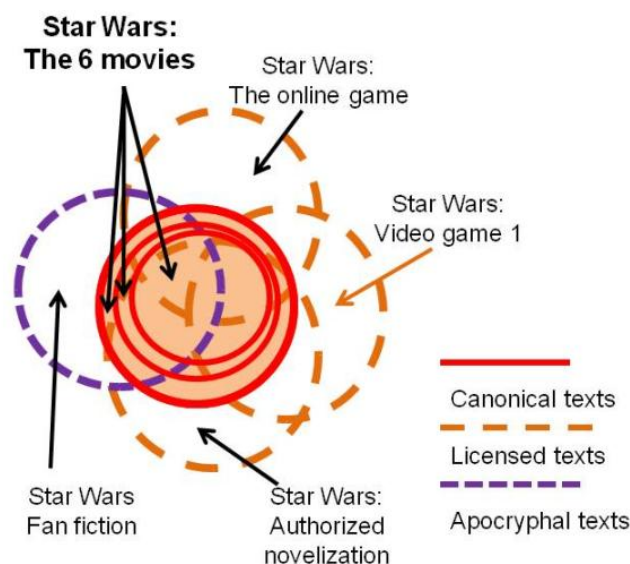 Star Wars:
The 6 movies
Star Wars:
The online game
Star Wars:
Video game 1
Canonical texts
Licensed texts
Apocryphal texts
Star Wars
Fan fiction
Star Wars:
Authorized
novelization